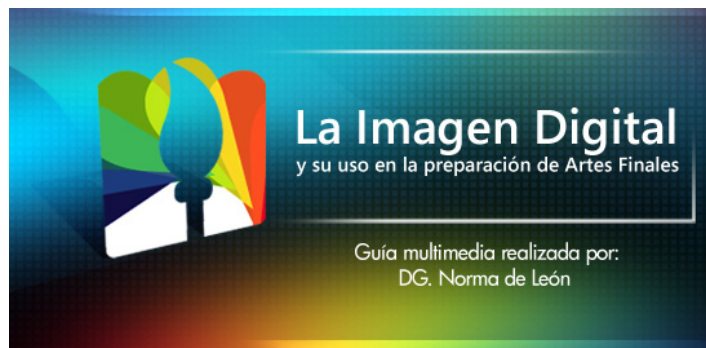 La Imagen Digital
y su uso en la preparación de Artes Finales
Guía multimedia realizada por:
DG. Norma de León